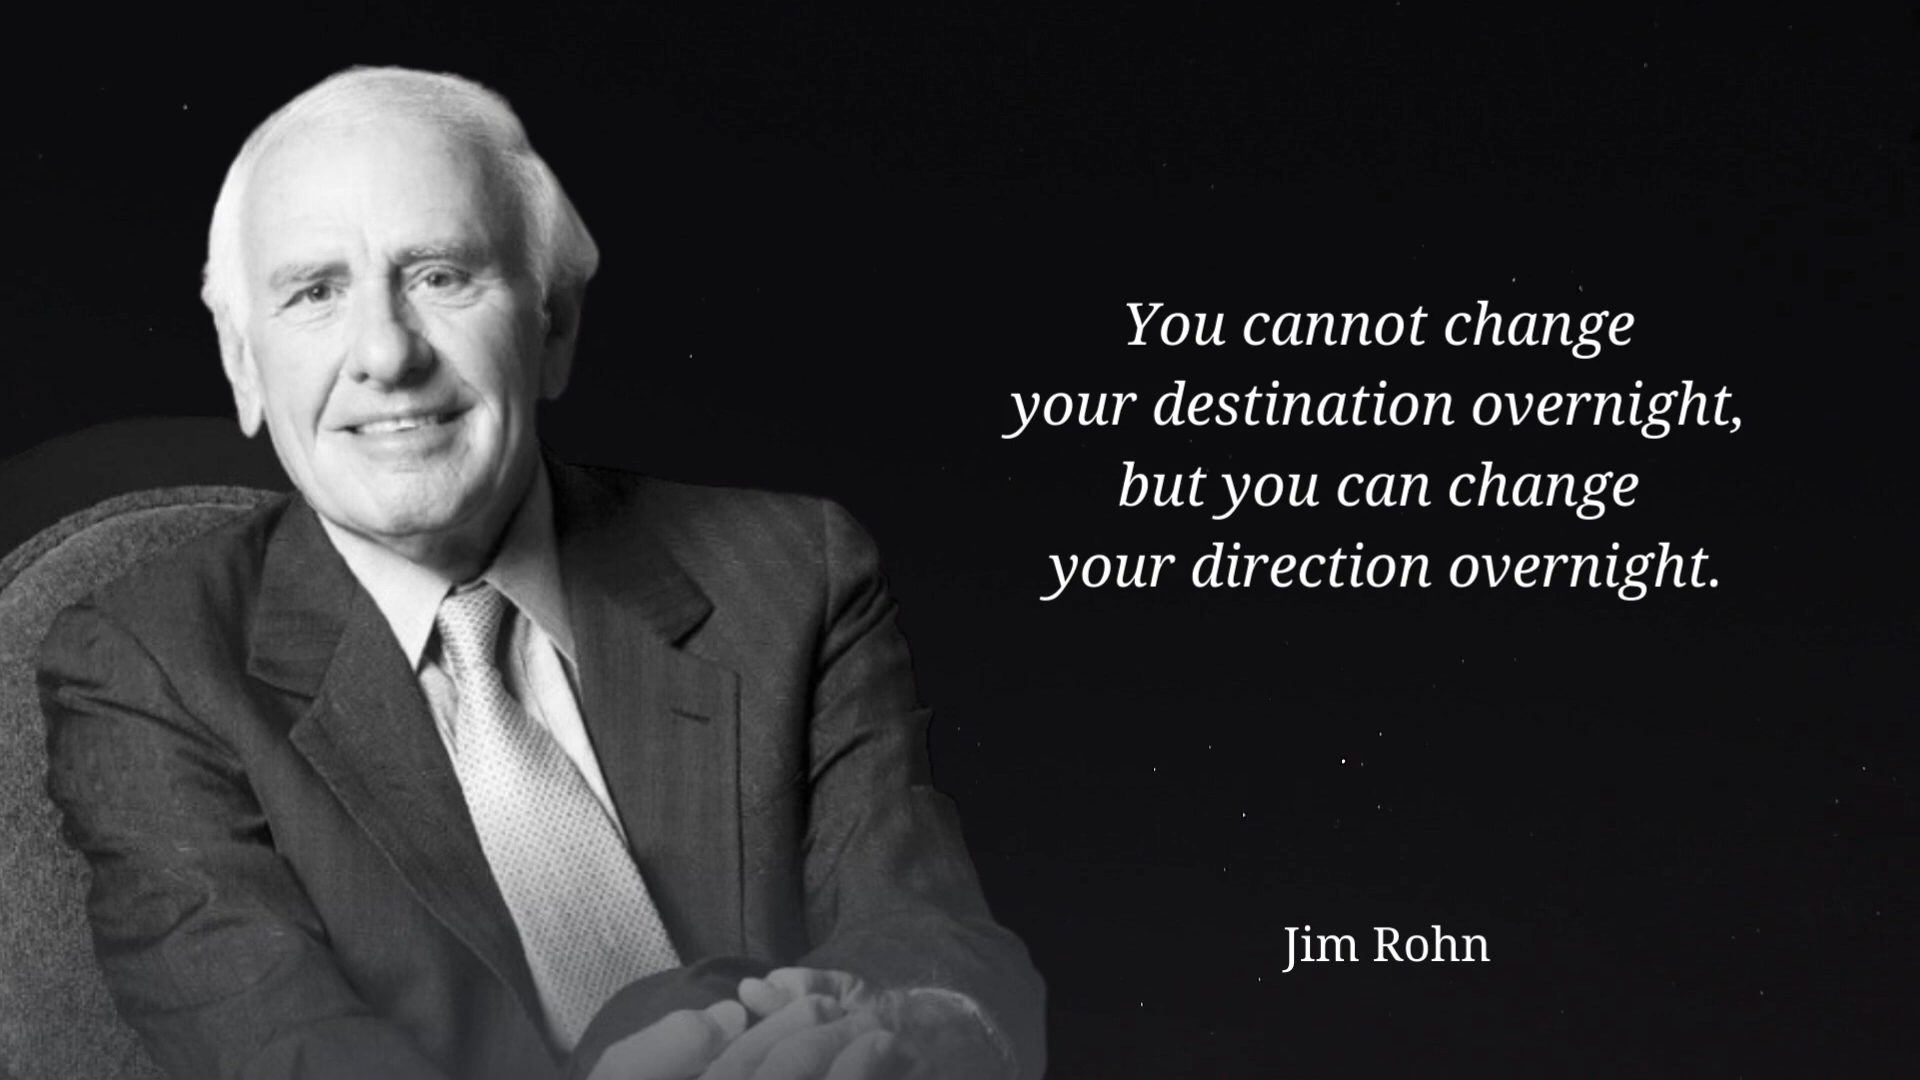 You cannot change
your destination overnight,
but you can change
your direction overnight.
Jim Rohn